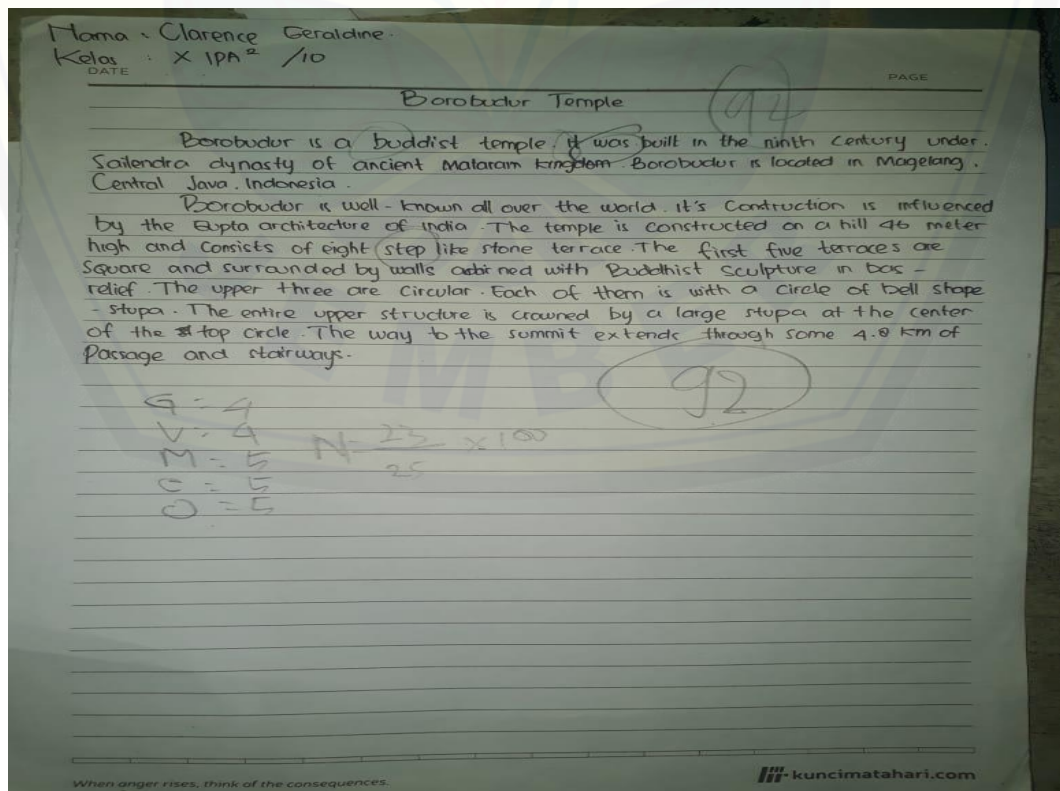 Nama : Clarence Geraldine.
Kelas : X IPA² /10
DATE
PAGE
Borobudur Temple
94
Borobudur is a buddist temple. It was built in the ninth century under.
Sailendra dynasty of ancient Mataram kingdom Borobudur is located in Magelang.
Central Java. Indonesia.
Borobudur is well-known all over the world. It's Contruction is influenced
by the Gupta architecture of India. The temple is constructed on a hill 46 meter
high and consists of eight step like stone terrace. The first five terraces are
Square and surrounded by walls with Buddhist Sculpture in bas-
relief. The upper three are Circular. Each of them is with a Circle of bell shape
-stupa. The entire upper structure is crowned by a large stupa at the center
of the top circle. The way to the summit extends through some 4.8 Km of
Passage and stairways.
92
G = 4
V = 4
M = 5
C = 5
O = 5
N = 23/25 x 100
When anger rises, think of the consequences.
kuncimatahari.com